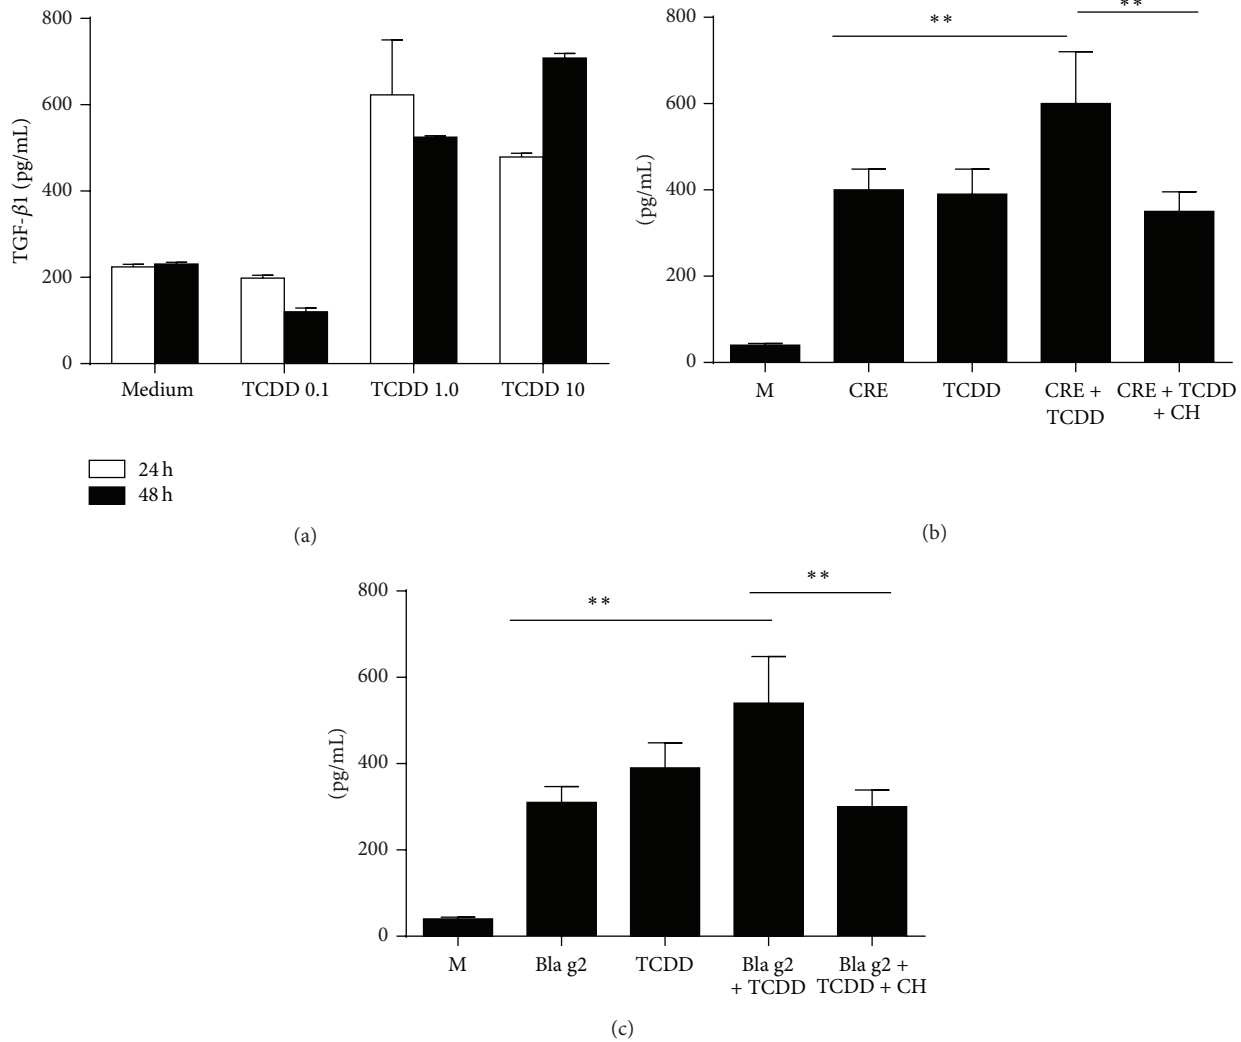 800
600
400
200
0
TGF-β1 (pg/mL)
Medium TCDD 0.1 TCDD 1.0 TCDD 10
24 h
48 h
(a)
**
**
800
600
400
200
0
(pg/mL)
M CRE TCDD CRE + CRE + TCDD
TCDD + CH
(b)
**
**
800
600
400
200
0
(pg/mL)
M Bla g2 TCDD Bla g2 Bla g2 +
+ TCDD TCDD + CH
(c)